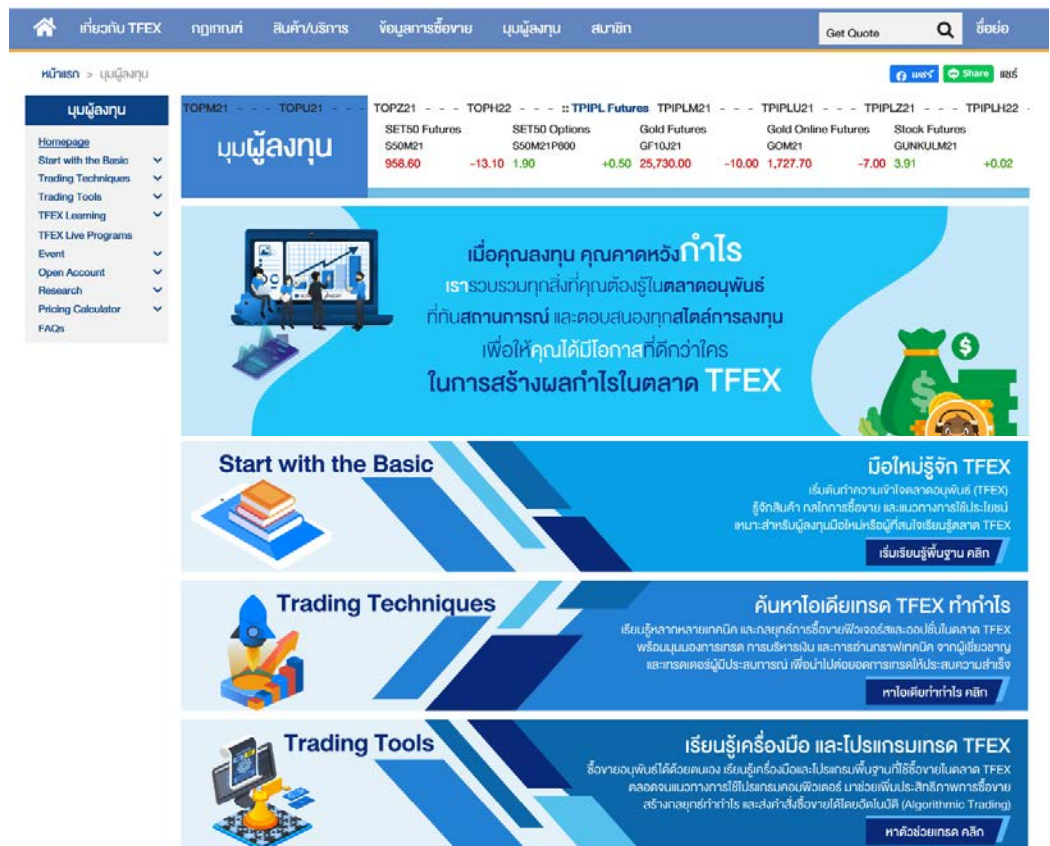 เกี่ยวกับ TFEX กฎเกณฑ์ สินค้า/บริการ ข้อมูลการซื้อขาย มุมผู้ลงทุน สมาชิก Get Quote ชื่อย่อ
หน้าแรก > มุมผู้ลงทุน
แชร์ Share แชร์
มุมผู้ลงทุน
Homepage
Start with the Basic
Trading Techniques
Trading Tools
TFEX Learning
TFEX Live Programs
Event
Open Account
Research
Pricing Calculator
FAQs
TOPM21 - - - TOPU21 - - - TOPZ21 - - - TOPH22 - - - :: TPIPL Futures TPIPLM21 - - - TPIPLU21 - - - TPIPLZ21 - - - TPIPLH22 -
มุมผู้ลงทุน
SET50 Futures SET50 Options Gold Futures Gold Online Futures Stock Futures
S50M21 S50M21P800 GF10J21 GOM21 GUNKULM21
958.60 -13.10 1.90 +0.50 25,730.00 -10.00 1,727.70 -7.00 3.91 +0.02
เมื่อคุณลงทุน คุณคาดหวังกำไร
เรารวบรวมทุกสิ่งที่คุณต้องรู้ในตลาดอนุพันธ์
ที่ทันสถานการณ์ และตอบสนองทุกสไตล์การลงทุน
เพื่อให้คุณได้มีโอกาสที่ดีกว่าใคร
ในการสร้างผลกำไรในตลาด TFEX
Start with the Basic
มือใหม่รู้จัก TFEX
เริ่มต้นทำความเข้าใจตลาดอนุพันธ์ (TFEX)
รู้จักสินค้า กลไกการซื้อขาย และแนวทางการใช้ประโยชน์
เหมาะสำหรับผู้ลงทุนมือใหม่หรือผู้ที่สนใจเรียนรู้ตลาด TFEX
เริ่มเรียนรู้พื้นฐาน คลิก
Trading Techniques
ค้นหาไอเดียเทรด TFEX ทำกำไร
เรียนรู้หลากหลายเทคนิค และกลยุทธ์การซื้อขายฟิวเจอร์สและออปชั่นในตลาด TFEX
พร้อมมุมมองการเทรด การบริหารเงิน และการอ่านกราฟเทคนิค จากผู้เชี่ยวชาญ
และเทรดเดอร์ผู้มีประสบการณ์ เพื่อนำไปต่อยอดการเทรดให้ประสบความสำเร็จ
หาไอเดียทำกำไร คลิก
Trading Tools
เรียนรู้เครื่องมือ และโปรแกรมเทรด TFEX
ซื้อขายอนุพันธ์ได้ด้วยตนเอง เรียนรู้เครื่องมือและโปรแกรมพื้นฐานที่ใช้ซื้อขายในตลาด TFEX
ตลอดจนแนวทางการใช้โปรแกรมคอมพิวเตอร์ มาช่วยเพิ่มประสิทธิภาพการซื้อขาย
สร้างกลยุทธ์ทำกำไร และส่งคำสั่งซื้อขายได้โดยอัตโนมัติ (Algorithmic Trading)
หาตัวช่วยเทรด คลิก